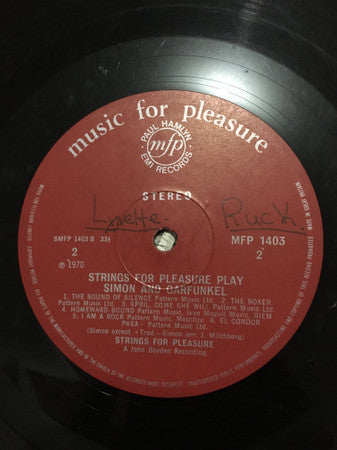 music for pleasure
PAUL HAMLYN
mfp
EMI RECORDS
STEREO
Lynette Ruck
6MFP 1403 B 33⅓
MFP 1403
2
2
℗ 1970
STRINGS FOR PLEASURE PLAY
SIMON AND GARFUNKEL
1. THE SOUND OF SILENCE Pattern Music Ltd. 2. THE BOXER
Pattern Music Ltd. 3. APRIL, COME SHE WILL Pattern Music Ltd.
4. HOMEWARD BOUND Pattern Music, Ivan Mogull Music, BIEM
5. I AM A ROCK Pattern Music, Mecolico 6. EL CONDOR
PASA- Pattern Music Ltd.
(Simon except 6 Trad-Simon arr. J. Milchberg)
STRINGS FOR PLEASURE
A John Boyden Recording